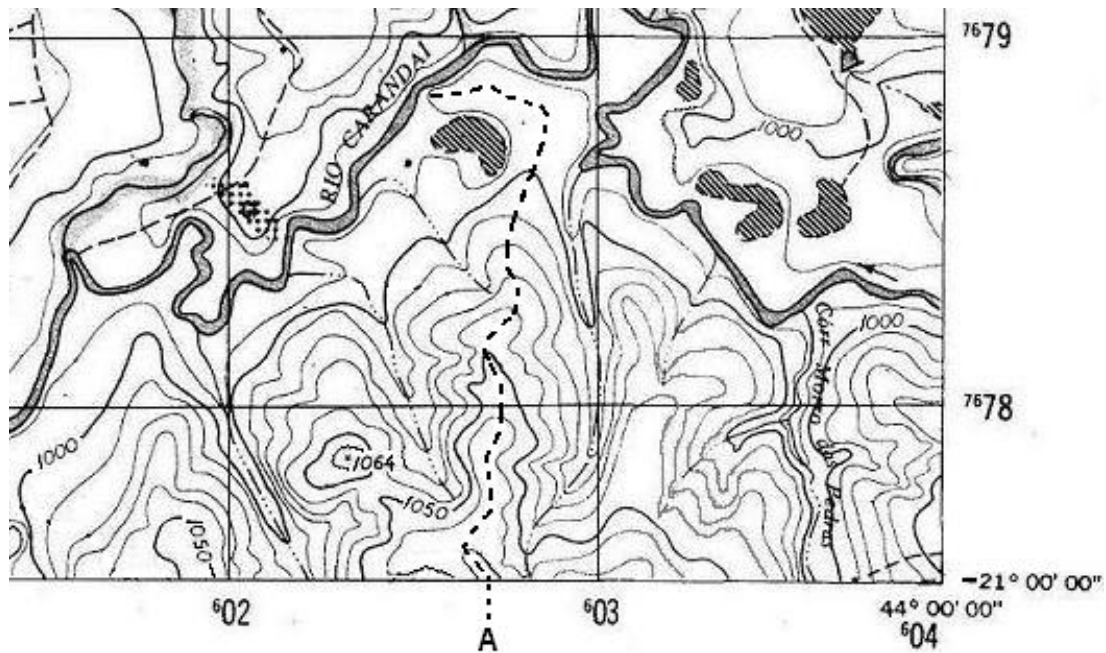 7679
RIO CARANDAI
1000
1000
Córr. Morro das Pedras
7678
1000
1064
1050
1050
−21° 00' 00"
44° 00' 00"
602
603
604
A